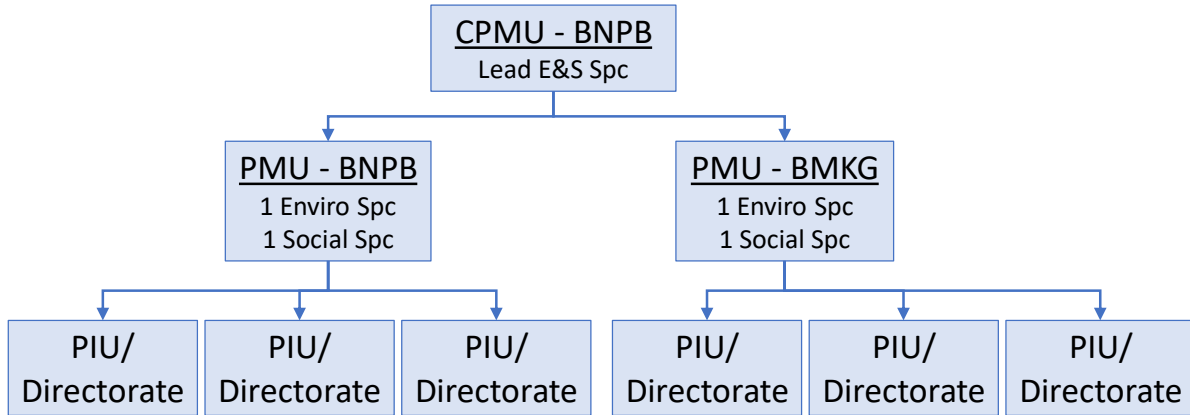 CPMU - BNPB
Lead E&S Spc
PMU - BNPB
1 Enviro Spc
1 Social Spc
PMU - BMKG
1 Enviro Spc
1 Social Spc
PIU/
Directorate
PIU/
Directorate
PIU/
Directorate
PIU/
Directorate
PIU/
Directorate
PIU/
Directorate